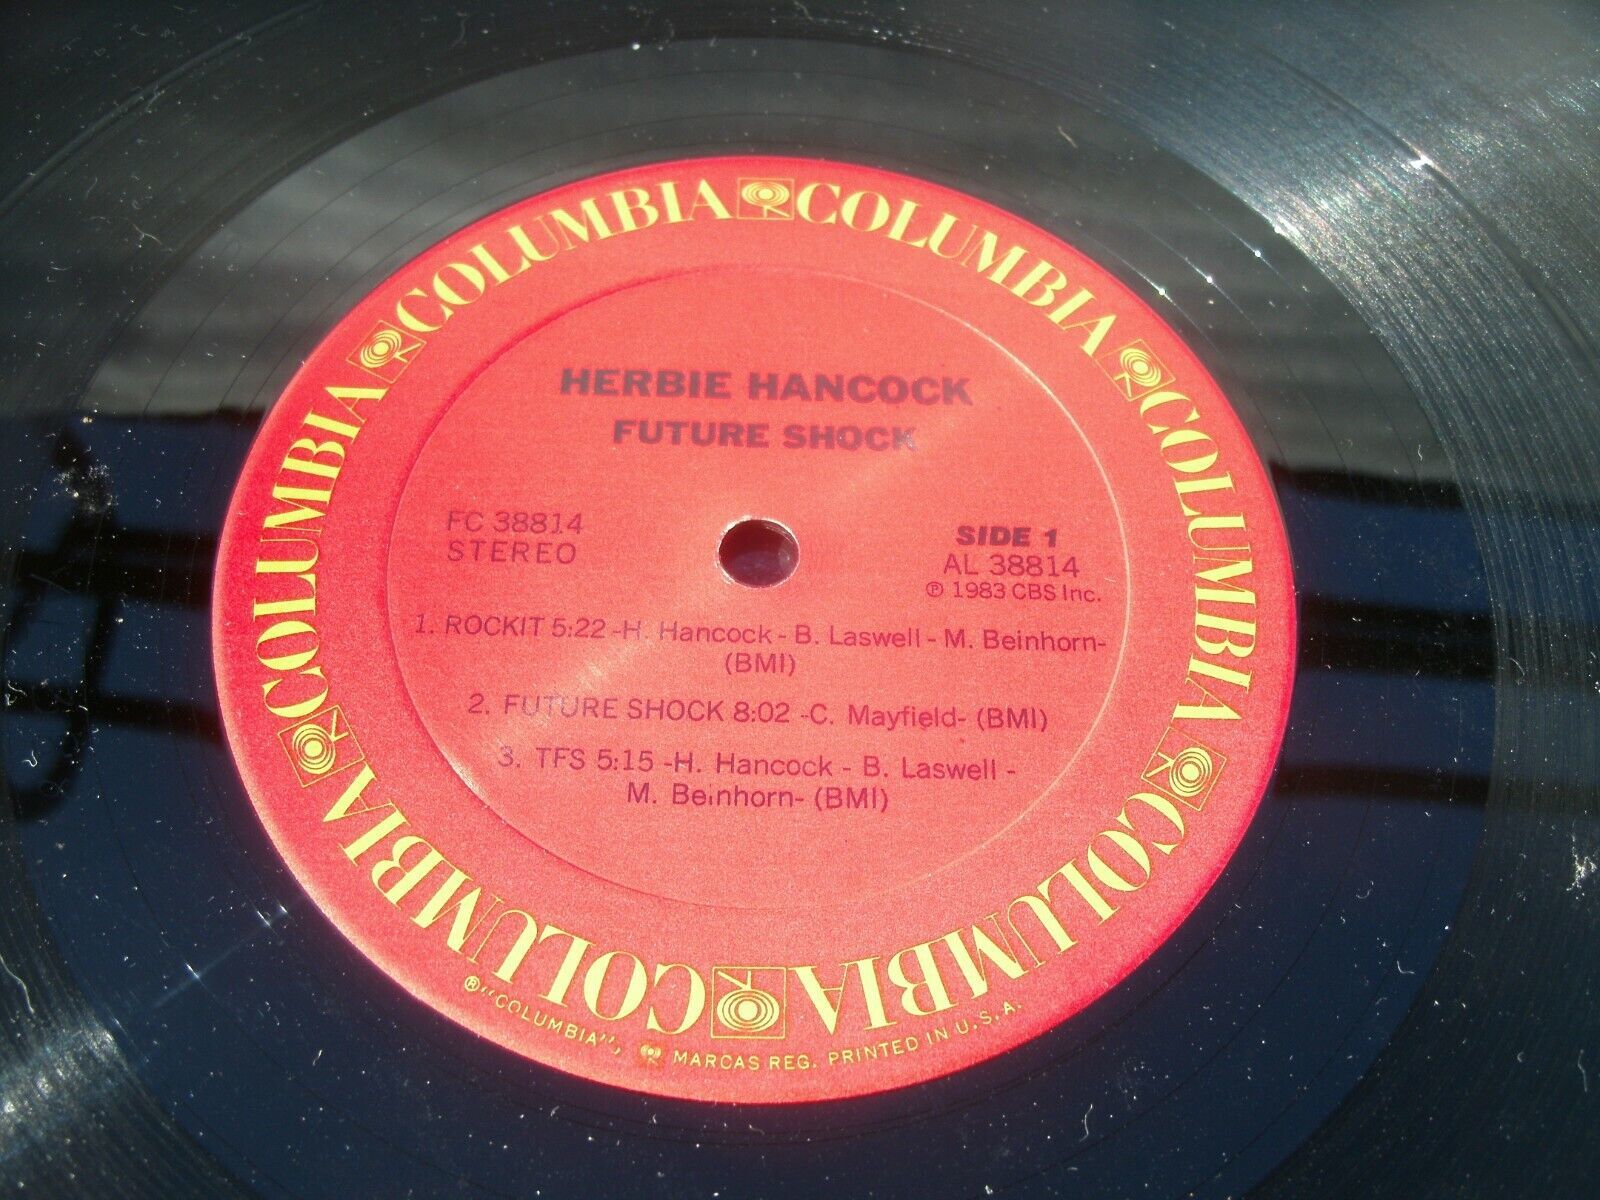 COLUMBIA COLUMBIA COLUMBIA COLUMBIA COLUMBIA COLUMBIA
HERBIE HANCOCK
FUTURE SHOCK
FC 38814
STEREO
SIDE 1
AL 38814
℗ 1983 CBS Inc.
1. ROCKIT 5:22 -H. Hancock - B. Laswell - M. Beinhorn-
(BMI)
2. FUTURE SHOCK 8:02 -C. Mayfield- (BMI)
3. TFS 5:15 -H. Hancock - B. Laswell -
M. Beinhorn- (BMI)
®"COLUMBIA", MARCAS REG. PRINTED IN U.S.A.